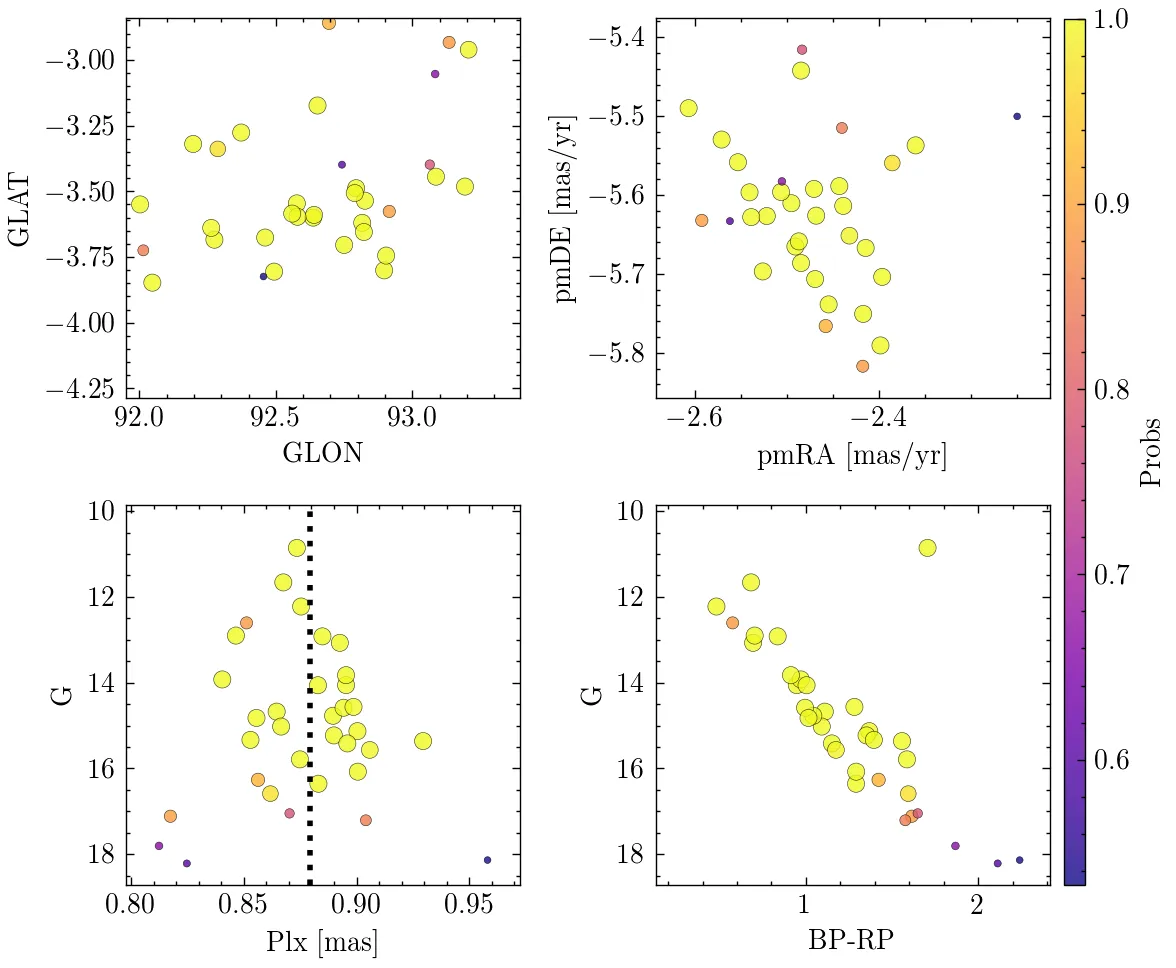 −3.00
−3.25
−3.50
−3.75
−4.00
−4.25
GLAT
92.0 92.5 93.0
GLON
−5.4
−5.5
−5.6
−5.7
−5.8
pmDE [mas/yr]
−2.6 −2.4
pmRA [mas/yr]
10
12
14
16
18
G
0.80 0.85 0.90 0.95
Plx [mas]
10
12
14
16
18
G
1 2
BP-RP
1.0
0.9
0.8
0.7
0.6
Probs